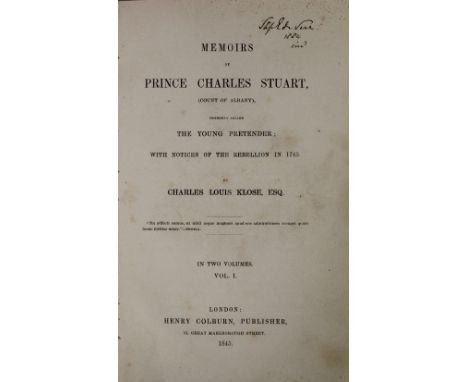 1884
MEMOIRS
OF
PRINCE CHARLES STUART,
(COUNT OF ALBANY),
COMMONLY CALLED
THE YOUNG PRETENDER;
WITH NOTICES OF THE REBELLION IN 1745
BY
CHARLES LOUIS KLOSE, ESQ.
IN TWO VOLUMES.
VOL. I.
LONDON:
HENRY COLBURN, PUBLISHER,
GREAT MARLBOROUGH STREET.
1845.